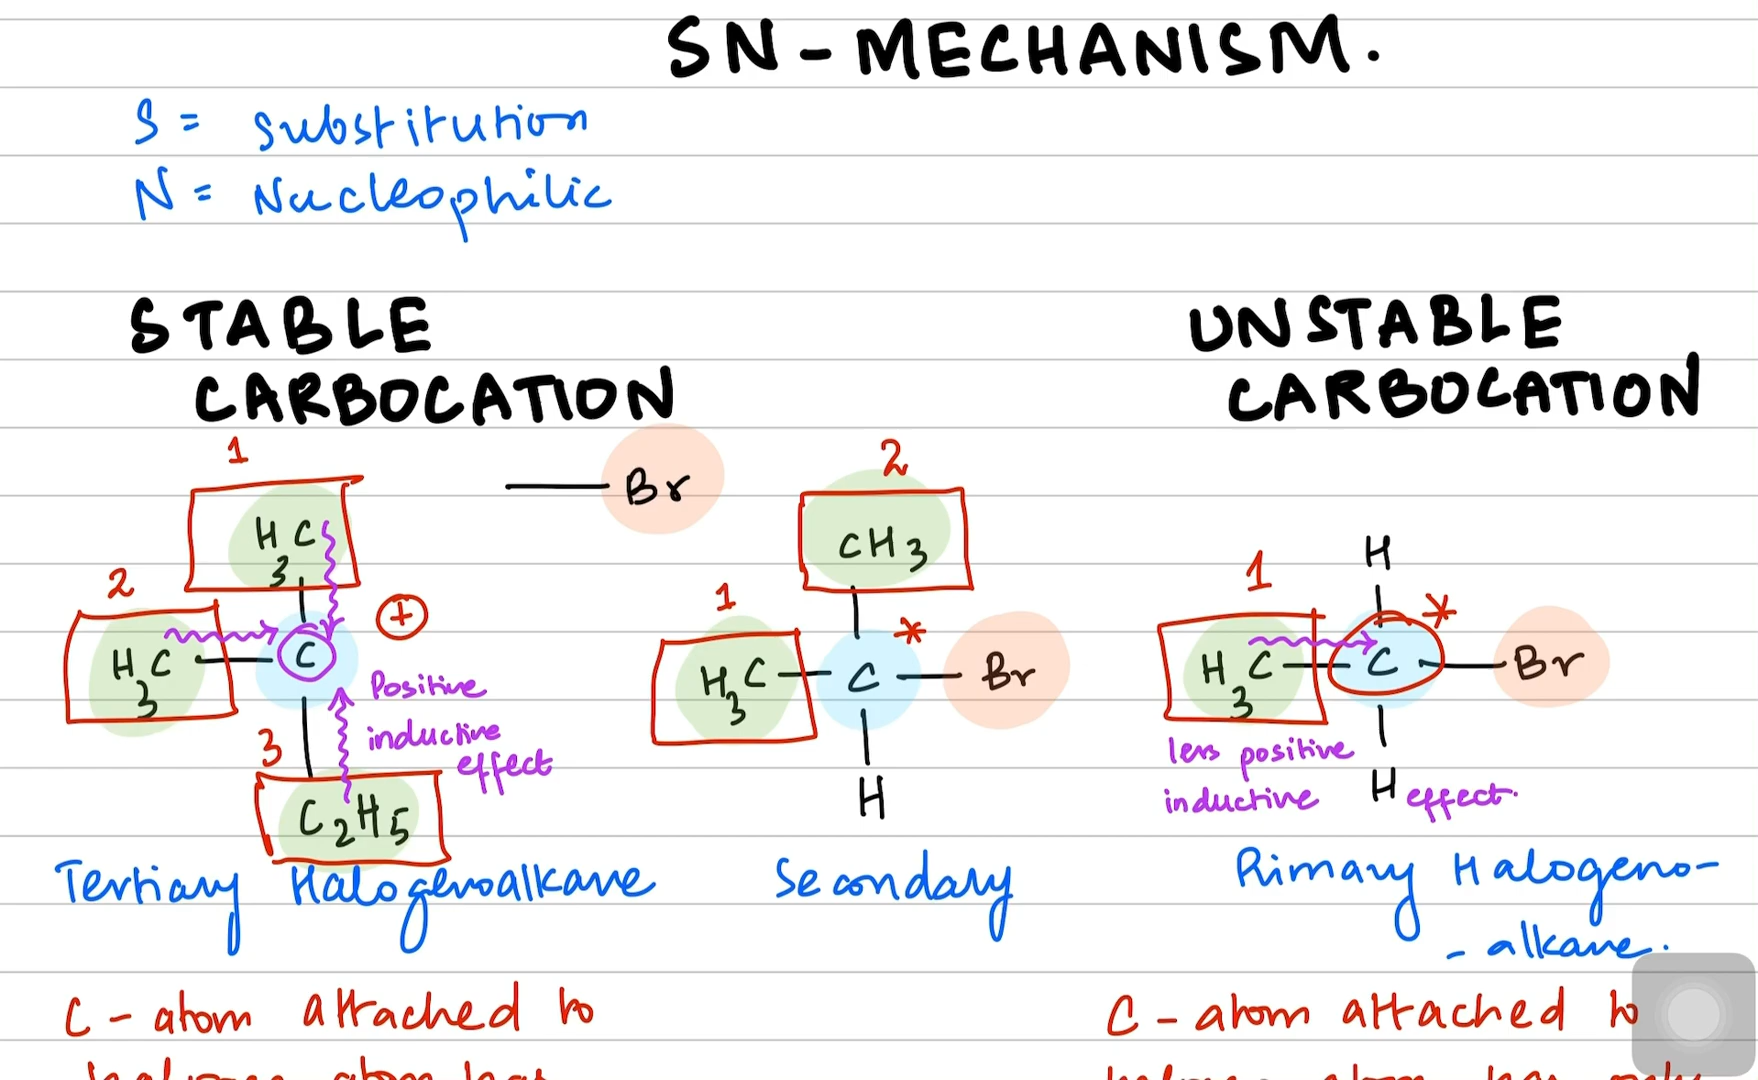 SN-MECHANISM.
S = substitution
N = Nucleophilic
STABLE
CARBOCATION
UNSTABLE
CARBOCATION
1
Br
2
H3C
CH3
H
2
1
1
+
*
*
H3C
C
H3C
C
Br
H3C
C
Br
Positive
inductive
effect
less positive
inductive
effect.
3
H
H
C2H5
Tertiary Halogenoalkane
Secondary
Primary Halogeno-
- alkane.
C - atom attached to
C - atom attached to